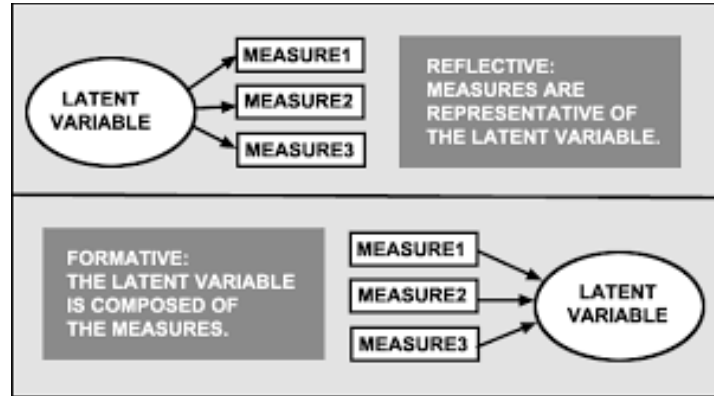 LATENT
VARIABLE
MEASURE1
MEASURE2
MEASURE3
REFLECTIVE:
MEASURES ARE
REPRESENTATIVE OF
THE LATENT VARIABLE.
FORMATIVE:
THE LATENT VARIABLE
IS COMPOSED OF
THE MEASURES.
MEASURE1
MEASURE2
MEASURE3
LATENT
VARIABLE